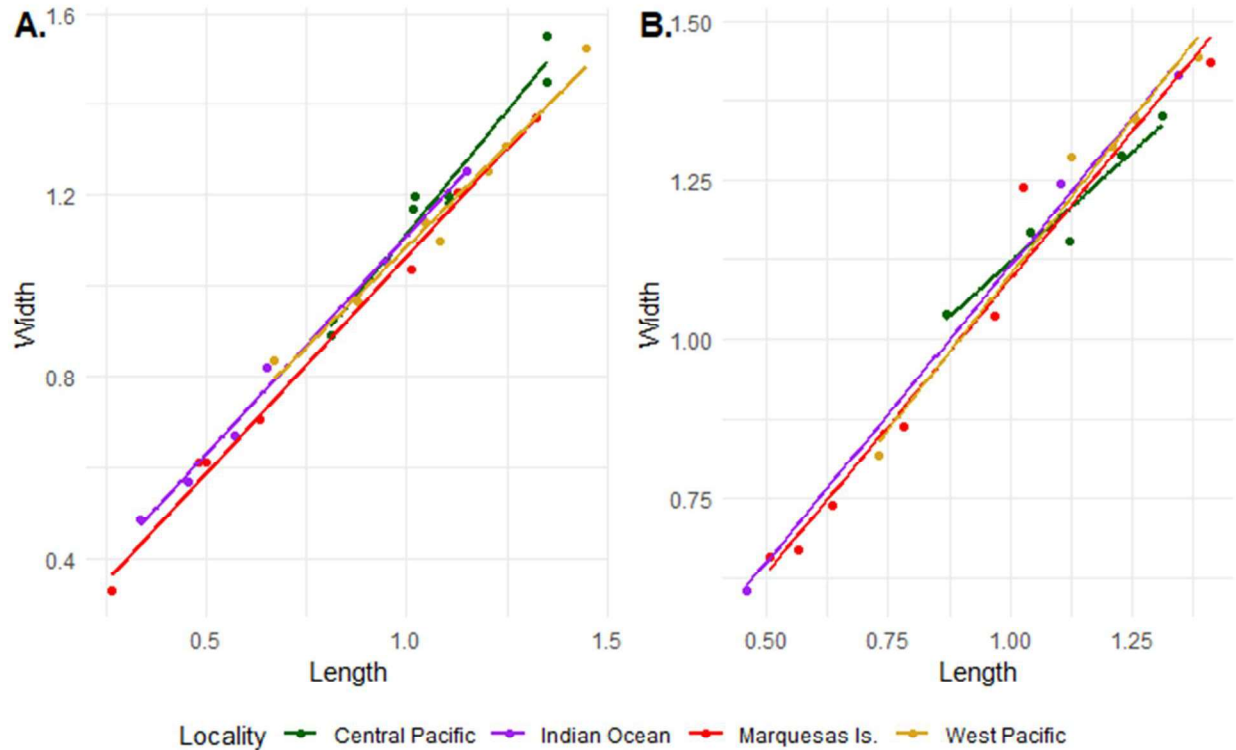 A.
1.6
1.2
0.8
0.4
Width
0.5 1.0 1.5
Length
B.
1.50
1.25
1.00
0.75
Width
0.50 0.75 1.00 1.25
Length
Locality Central Pacific Indian Ocean Marquesas Is. West Pacific